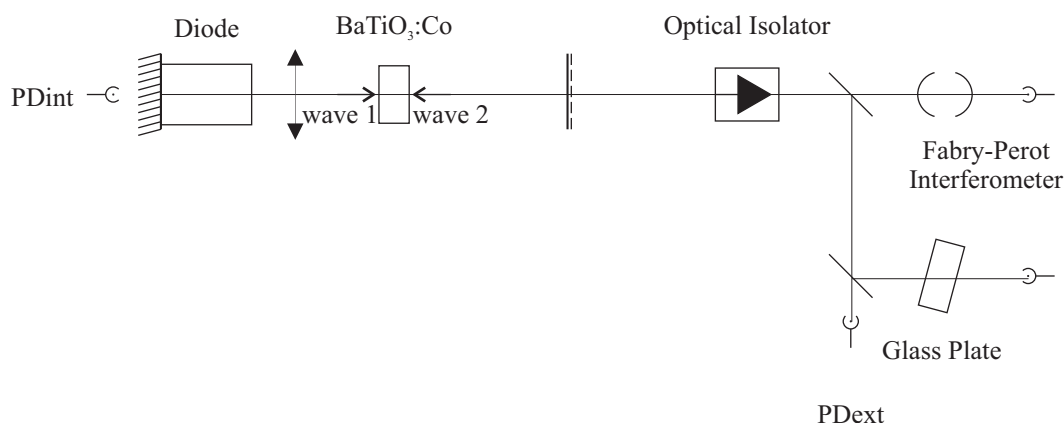 Diode
BaTiO₃:Co
Optical Isolator
PDint
wave 1
wave 2
Fabry-Perot
Interferometer
Glass Plate
PDext